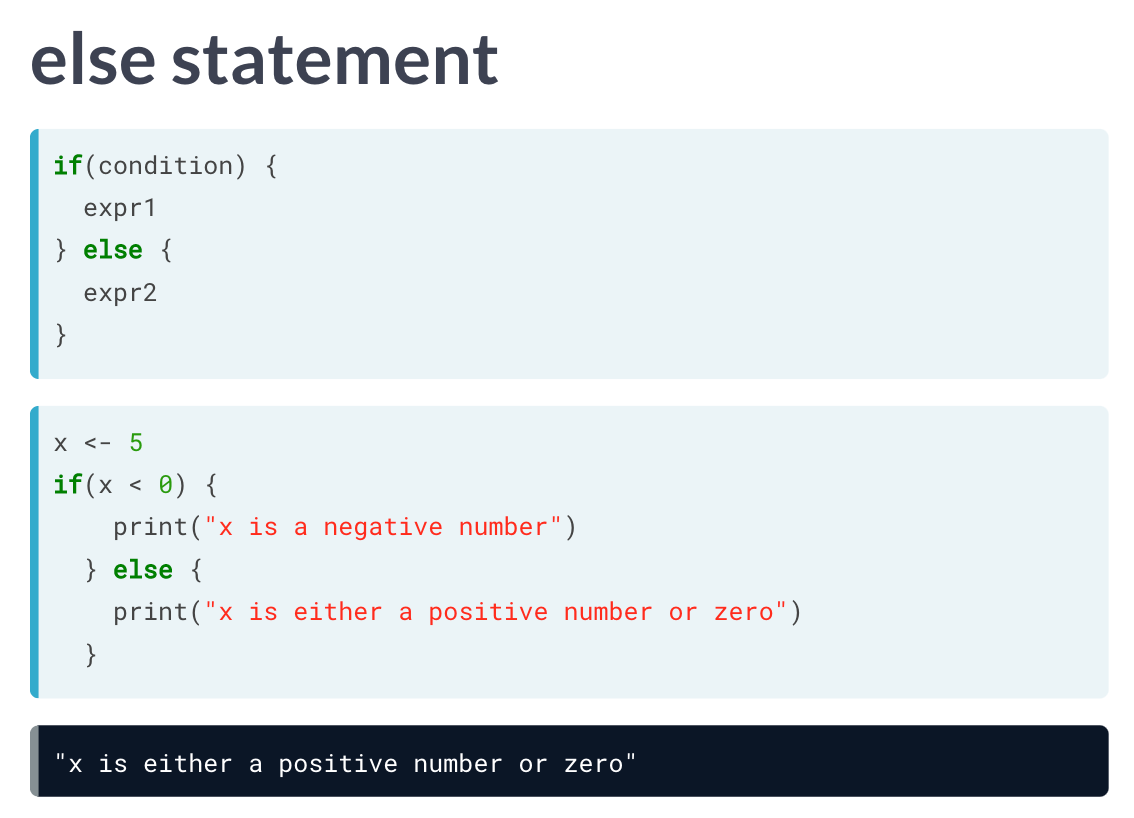 else statement
if(condition) {
  expr1
} else {
  expr2
}
x <- 5
if(x < 0) {
    print("x is a negative number")
  } else {
    print("x is either a positive number or zero")
  }
"x is either a positive number or zero"